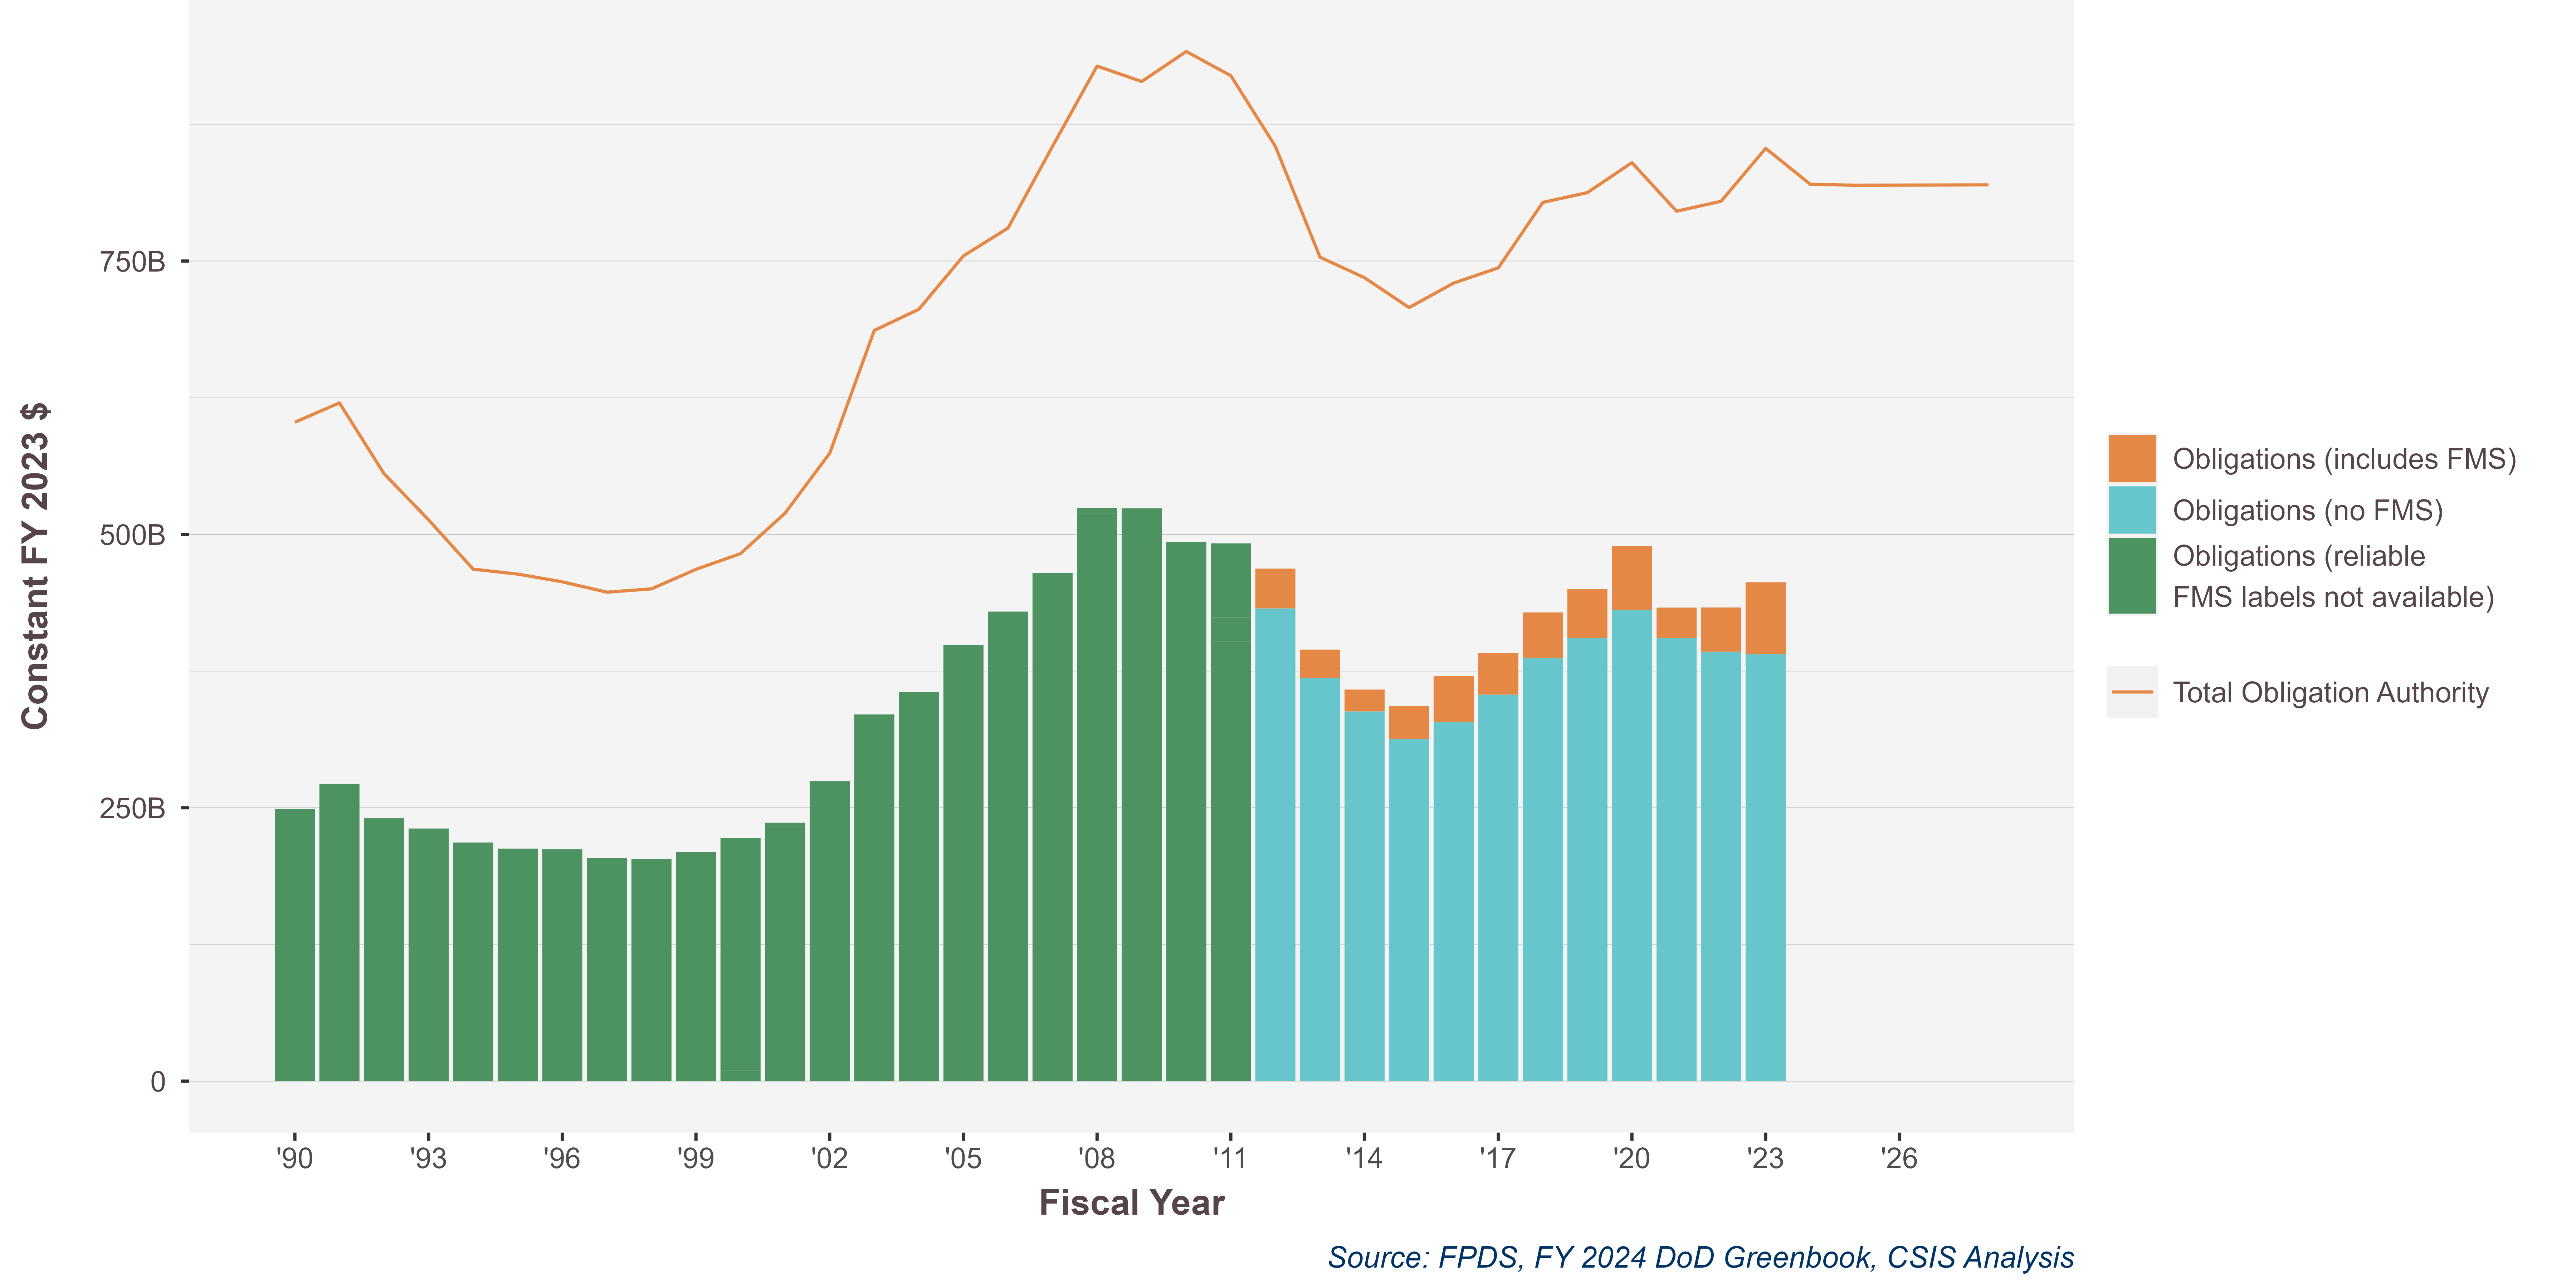 Constant FY 2023 $
750B
500B
250B
0
'90
'93
'96
'99
'02
'05
'08
'11
'14
'17
'20
'23
'26
Fiscal Year
Obligations (includes FMS)
Obligations (no FMS)
Obligations (reliable
FMS labels not available)
Total Obligation Authority
Source: FPDS, FY 2024 DoD Greenbook, CSIS Analysis